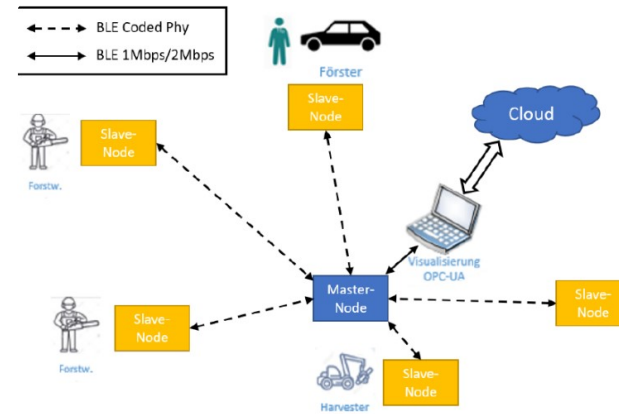 BLE Coded Phy
BLE 1Mbps/2Mbps
Förster
Slave-
Node
Cloud
Slave-
Node
Forstw.
Visualisierung
OPC-UA
Master-
Node
Slave-
Node
Slave-
Node
Forstw.
Slave-
Node
Harvester